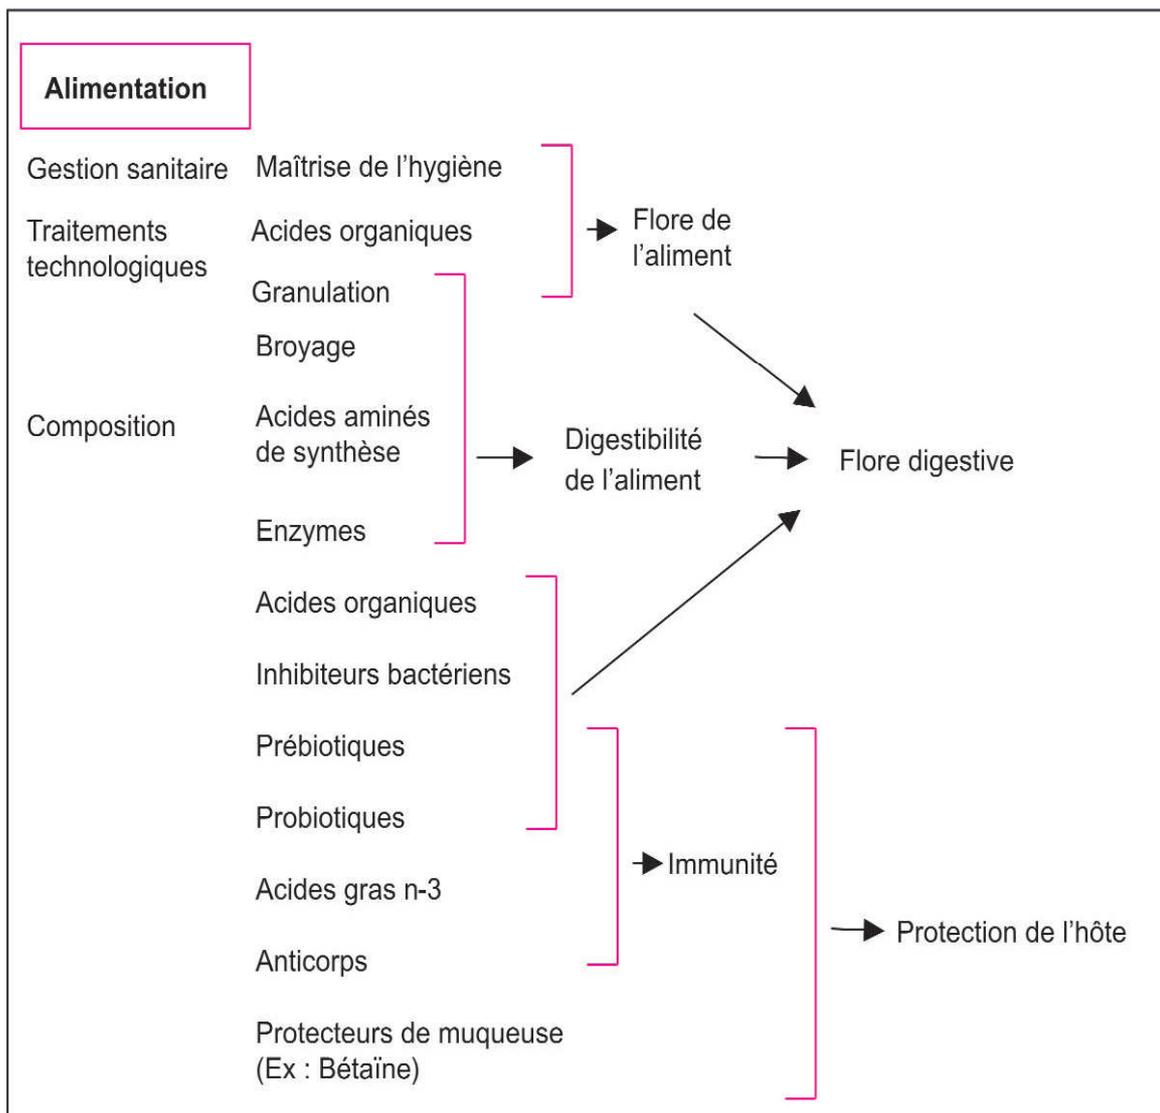 Alimentation
Gestion sanitaire
Maîtrise de l'hygiène
Traitements
technologiques
Acides organiques
Flore de
l'aliment
Granulation
Broyage
Composition
Acides aminés
de synthèse
Digestibilité
de l'aliment
Flore digestive
Enzymes
Acides organiques
Inhibiteurs bactériens
Prébiotiques
Probiotiques
Immunité
Acides gras n-3
Protection de l'hôte
Anticorps
Protecteurs de muqueuse
(Ex : Bétaïne)